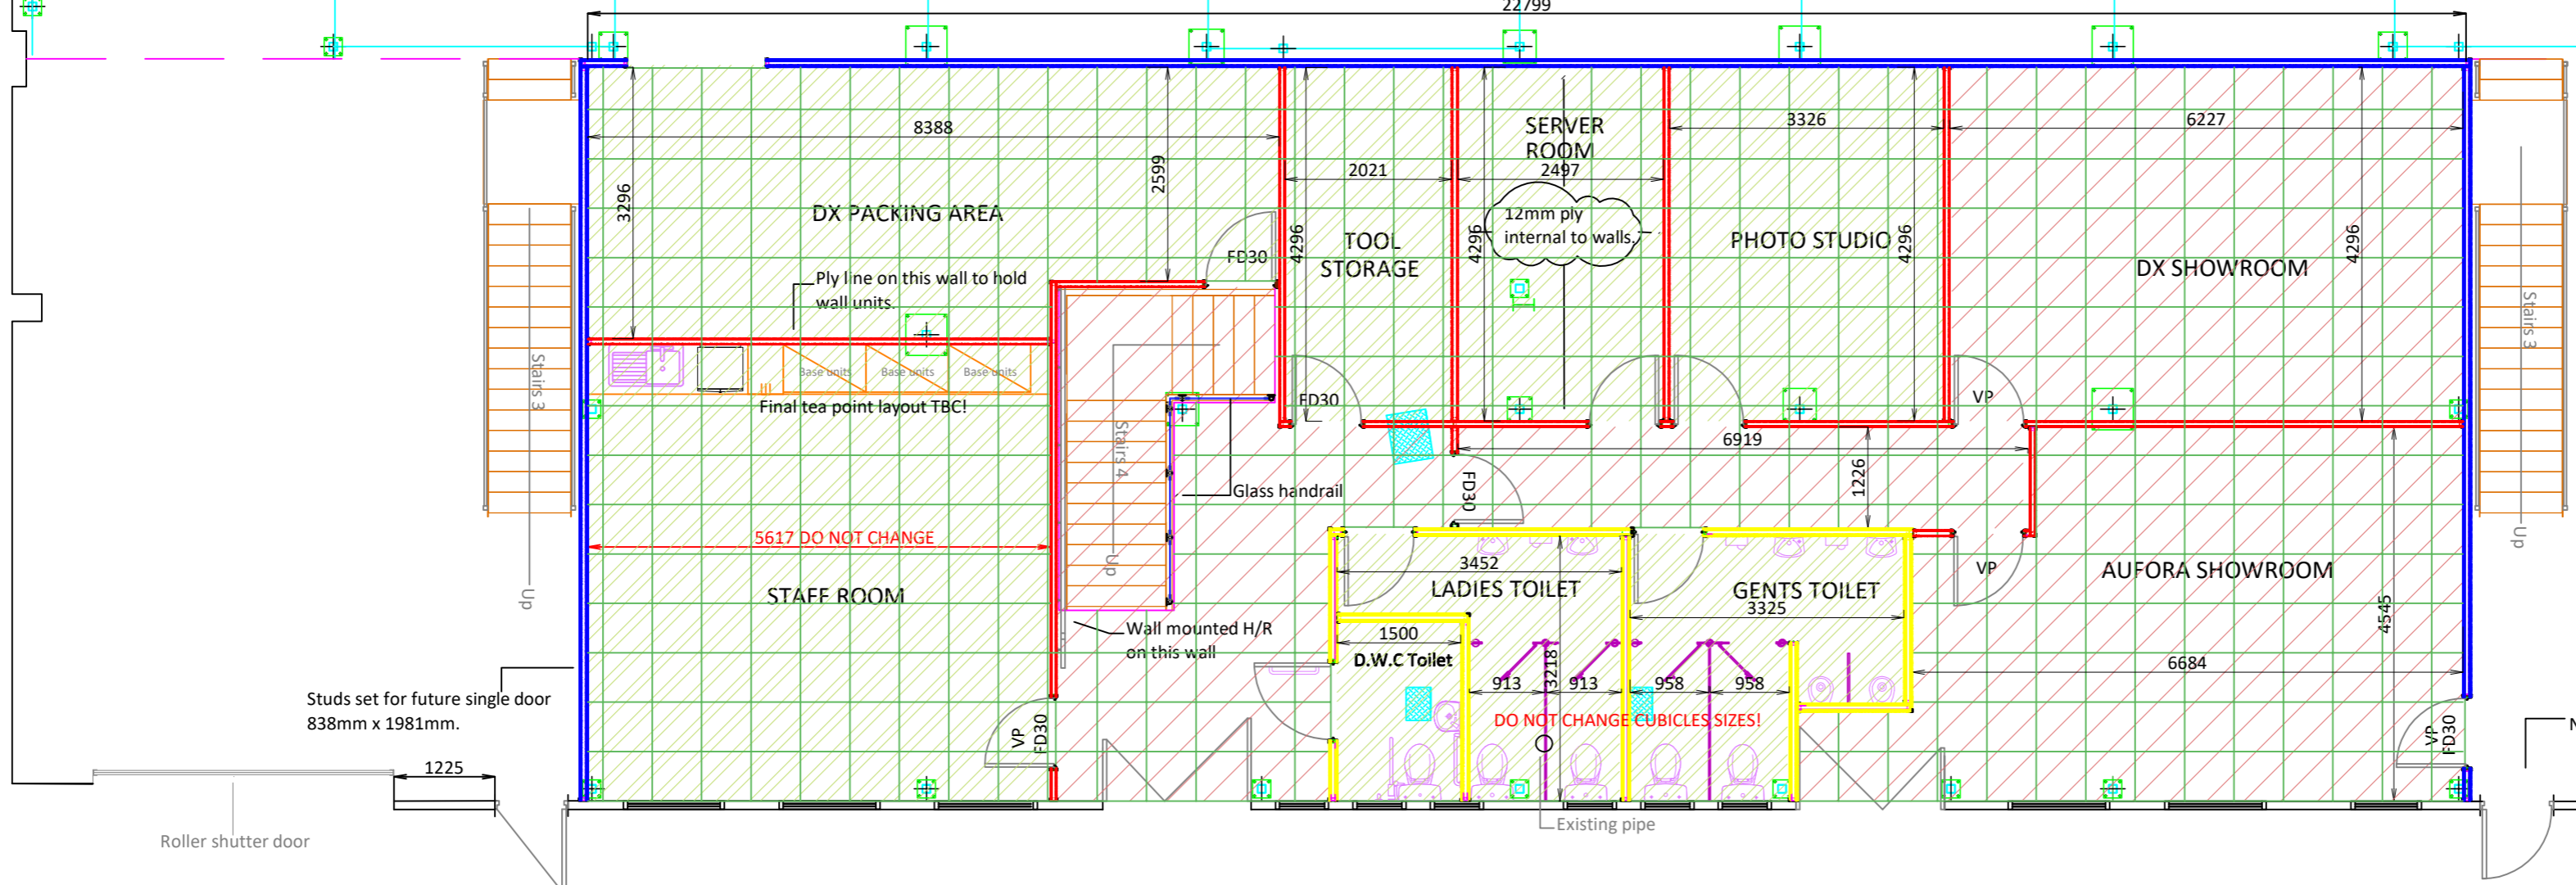 22799
8388
3296
2599
DX PACKING AREA
FD30
Ply line on this wall to hold
wall units.
2021
4296
TOOL
STORAGE
FD30
SERVER
ROOM
2497
12mm ply
internal to walls.
4296
3326
PHOTO STUDIO
4296
6227
DX SHOWROOM
4296
VP
Stairs 3
Up
Stairs 3
Up
Base units
Base units
Base units
Final tea point layout TBC!
Stairs 4
Up
Glass handrail
6919
1226
FD30
5617 DO NOT CHANGE
STAFF ROOM
Wall mounted H/R
on this wall
VP
FD30
3452
LADIES TOILET
1500
D.W.C Toilet
3218
913
913
GENTS TOILET
3325
958
958
DO NOT CHANGE CUBICLES SIZES!
VP
AUFORA SHOWROOM
4545
6684
VP
FD30
Studs set for future single door
838mm x 1981mm.
1225
Roller shutter door
Existing pipe
N